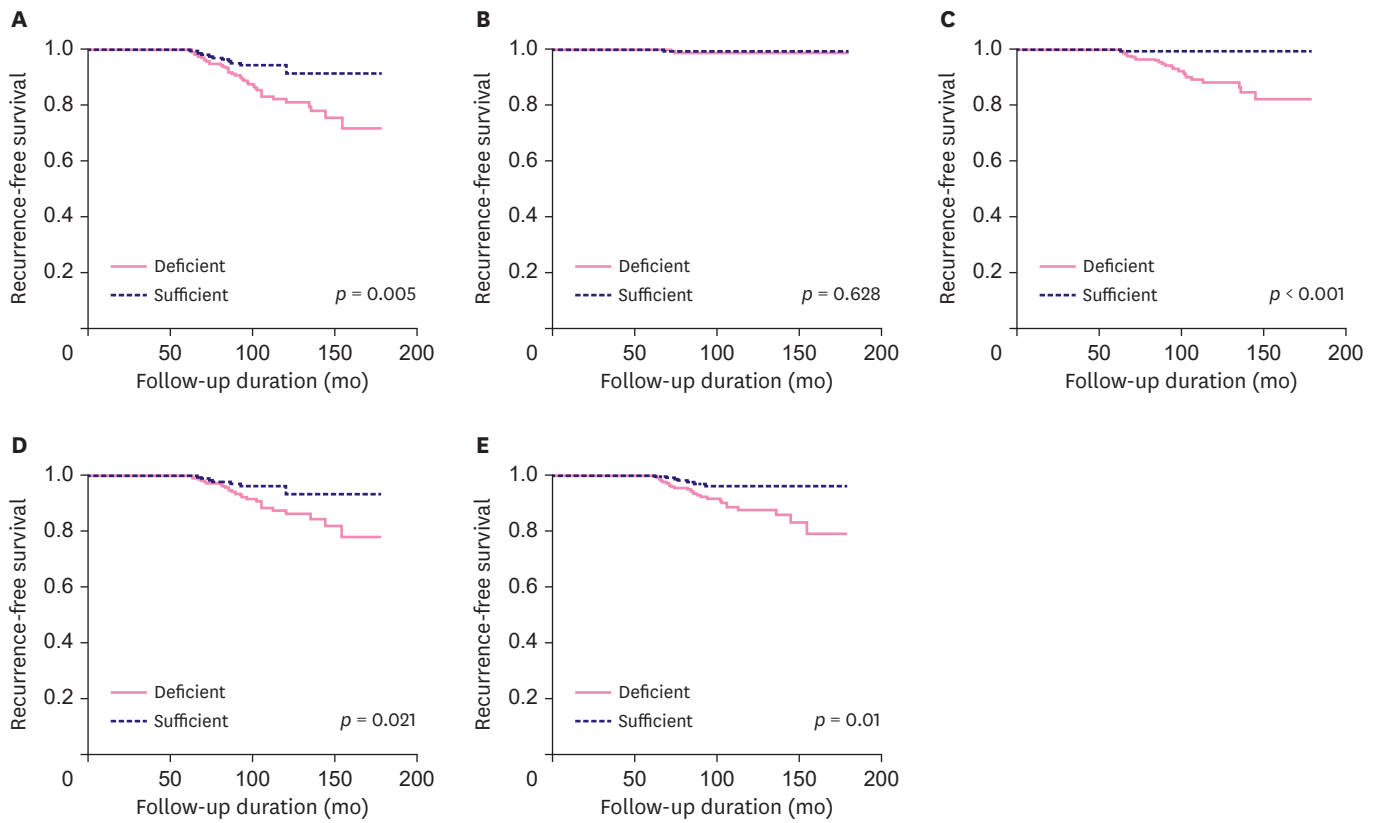 A
Recurrence-free survival
1.0
0.8
0.6
0.4
0.2
0
Deficient
Sufficient
p = 0.005
50 100 150 200
Follow-up duration (mo)
B
Recurrence-free survival
1.0
0.8
0.6
0.4
0.2
0
Deficient
Sufficient
p = 0.628
50 100 150 200
Follow-up duration (mo)
C
Recurrence-free survival
1.0
0.8
0.6
0.4
0.2
0
Deficient
Sufficient
p < 0.001
50 100 150 200
Follow-up duration (mo)
D
Recurrence-free survival
1.0
0.8
0.6
0.4
0.2
0
Deficient
Sufficient
p = 0.021
50 100 150 200
Follow-up duration (mo)
E
Recurrence-free survival
1.0
0.8
0.6
0.4
0.2
0
Deficient
Sufficient
p = 0.01
50 100 150 200
Follow-up duration (mo)